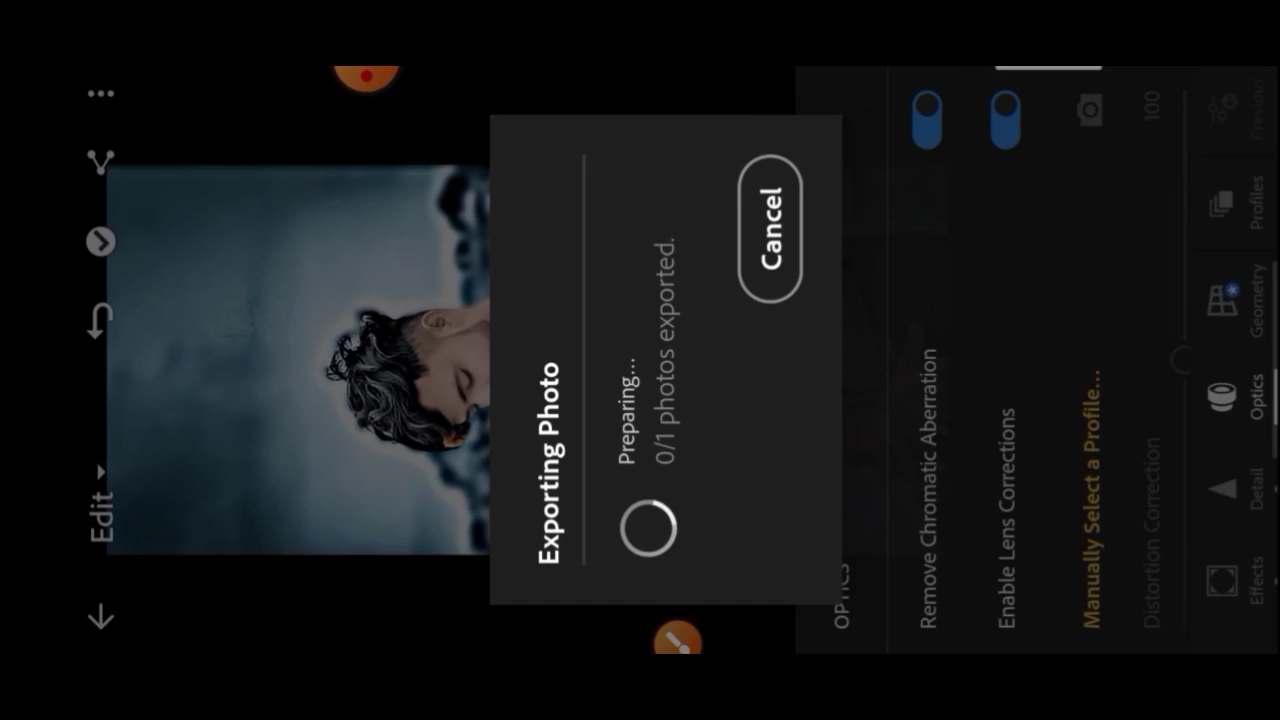 Edit
Exporting Photo
Preparing...
0/1 photos exported.
Cancel
OPTICS
Remove Chromatic Aberration
Enable Lens Corrections
Manually Select a Profile...
Distortion Correction
100
Effects
Detail
Optics
Geometry
Profiles
Previous